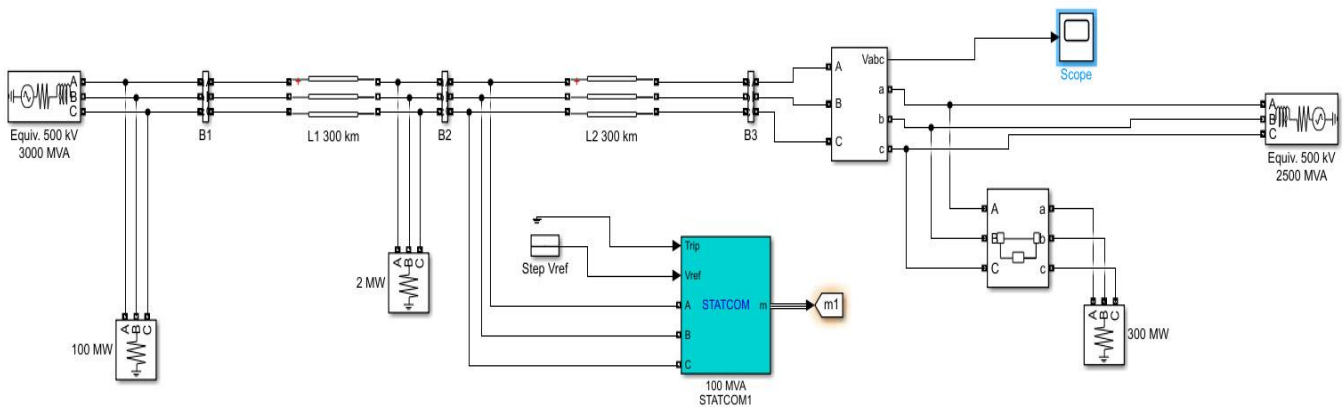 A
B
C
Equiv. 500 kV
3000 MVA
B1
L1 300 km
B2
L2 300 km
B3
A
B
C
Vabc
a
b
c
Scope
A
B
C
Equiv. 500 kV
2500 MVA
A
B
C
a
b
c
A B C
300 MW
A B C
2 MW
A B C
100 MW
Step Vref
Trip
Vref
A
B
C
STATCOM
m
m1
100 MVA
STATCOM1